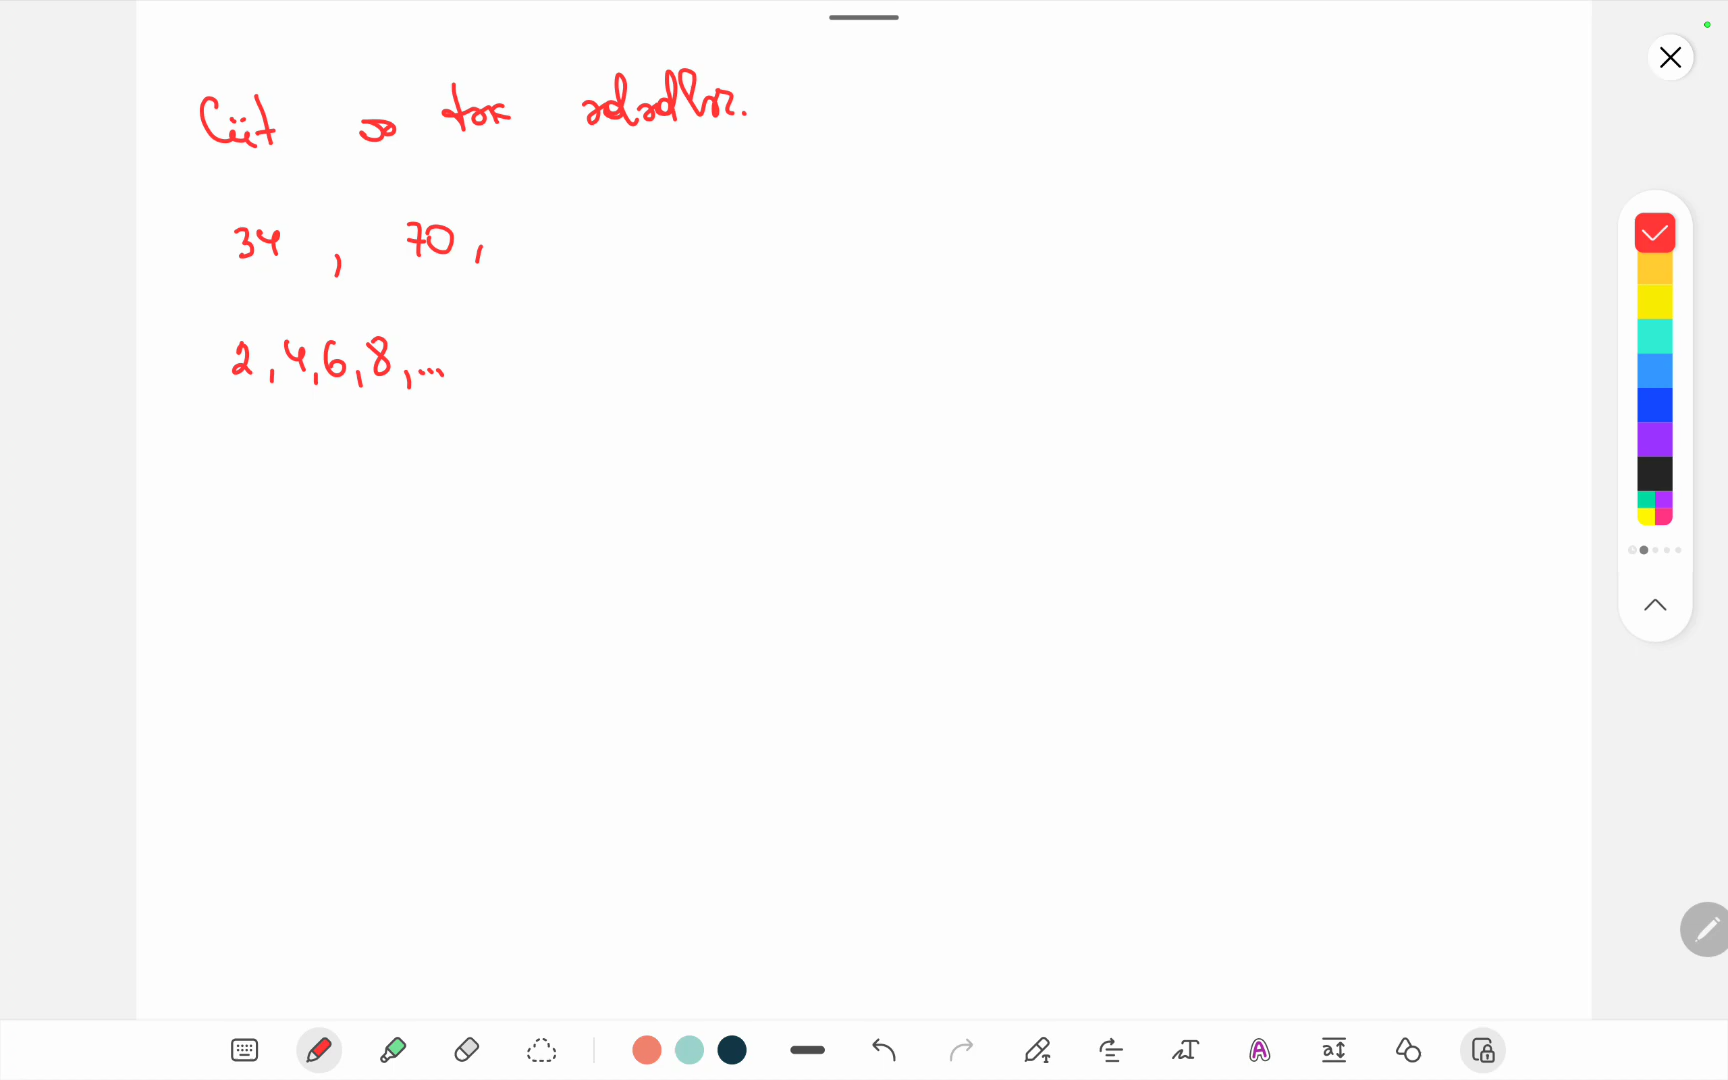 Cüt və tək ədədlər.
34 , 70 ,
2 , 4 , 6 , 8 , ...